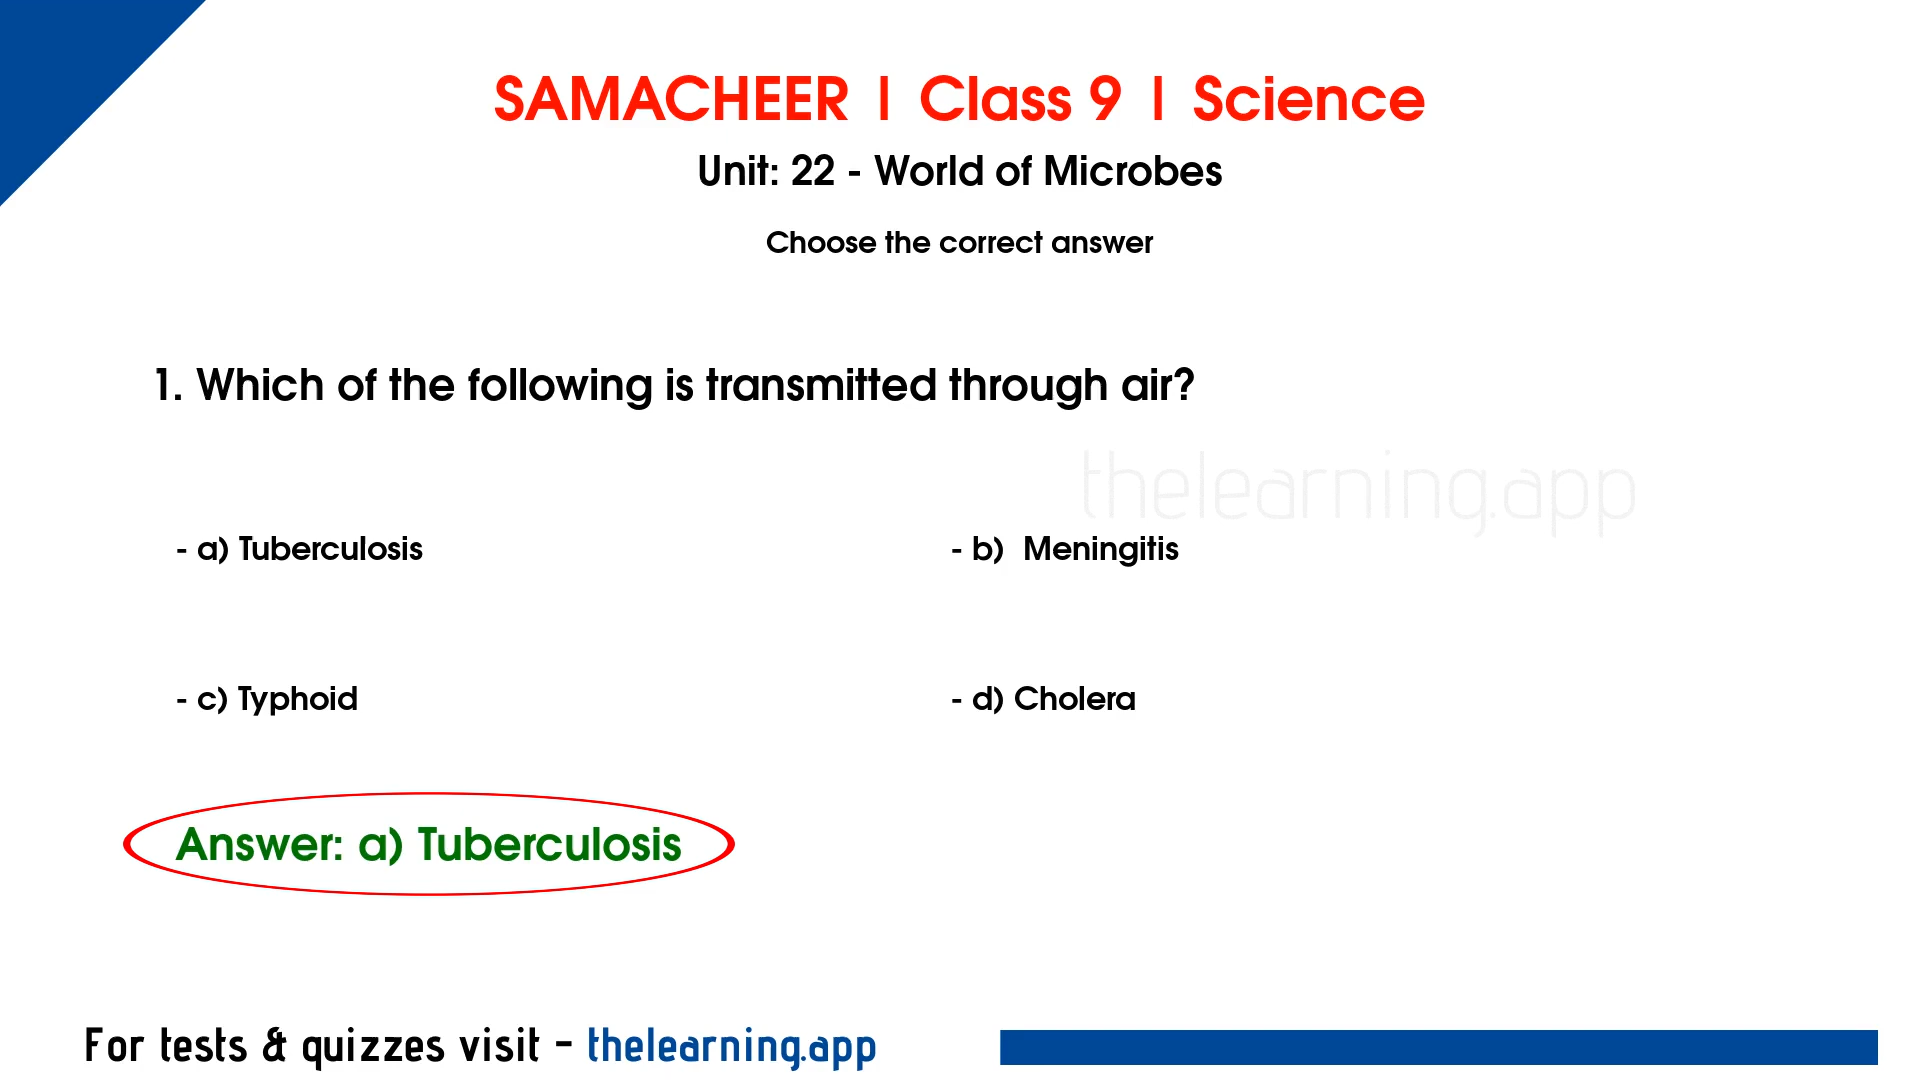 SAMACHEER | Class 9 | Science
Unit: 22 - World of Microbes
Choose the correct answer
1. Which of the following is transmitted through air?
thelearning.app
- a) Tuberculosis - b) Meningitis
- c) Typhoid - d) Cholera
Answer: a) Tuberculosis
For tests & quizzes visit - thelearning.app